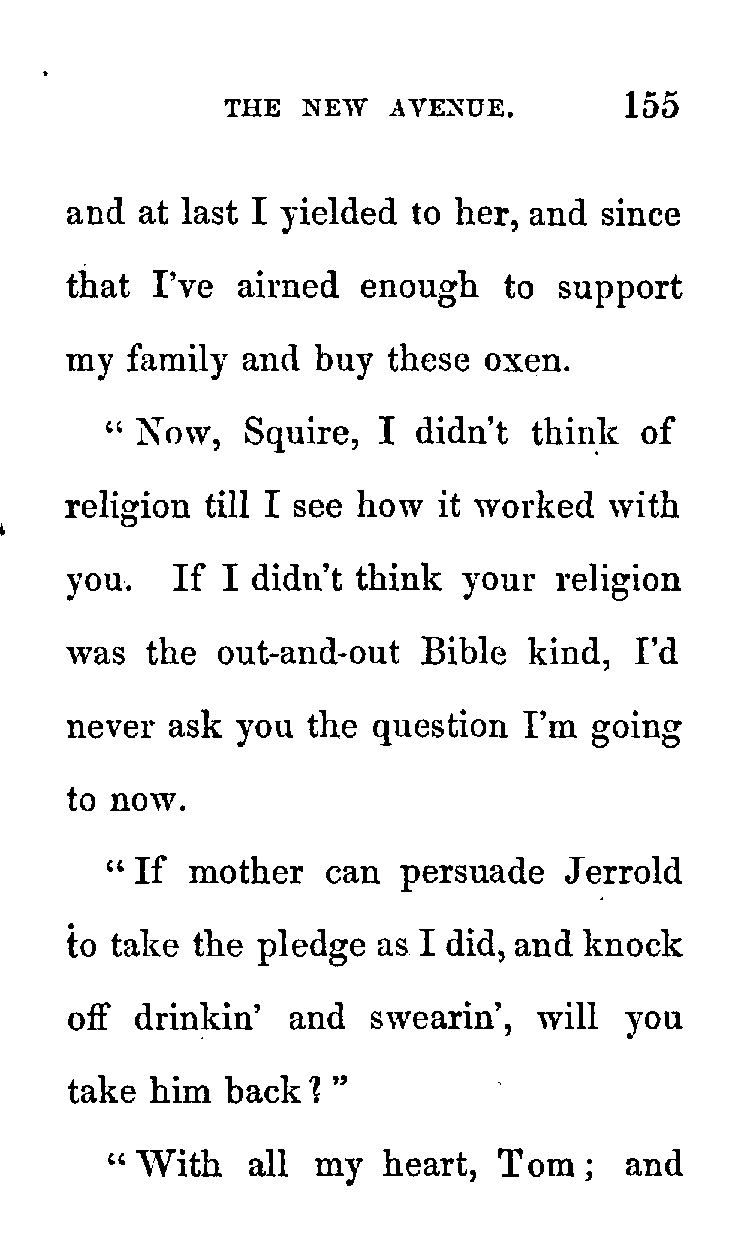 THE NEW AVENUE. 155
and at last I yielded to her, and since
that I've airned enough to support
my family and buy these oxen.
“ Now, Squire, I didn't think of
religion till I see how it worked with
you. If I didn't think your religion
was the out-and-out Bible kind, I'd
never ask you the question I'm going
to now.
“ If mother can persuade Jerrold
to take the pledge as I did, and knock
off drinkin' and swearin', will you
take him back? ”
“ With all my heart, Tom; and